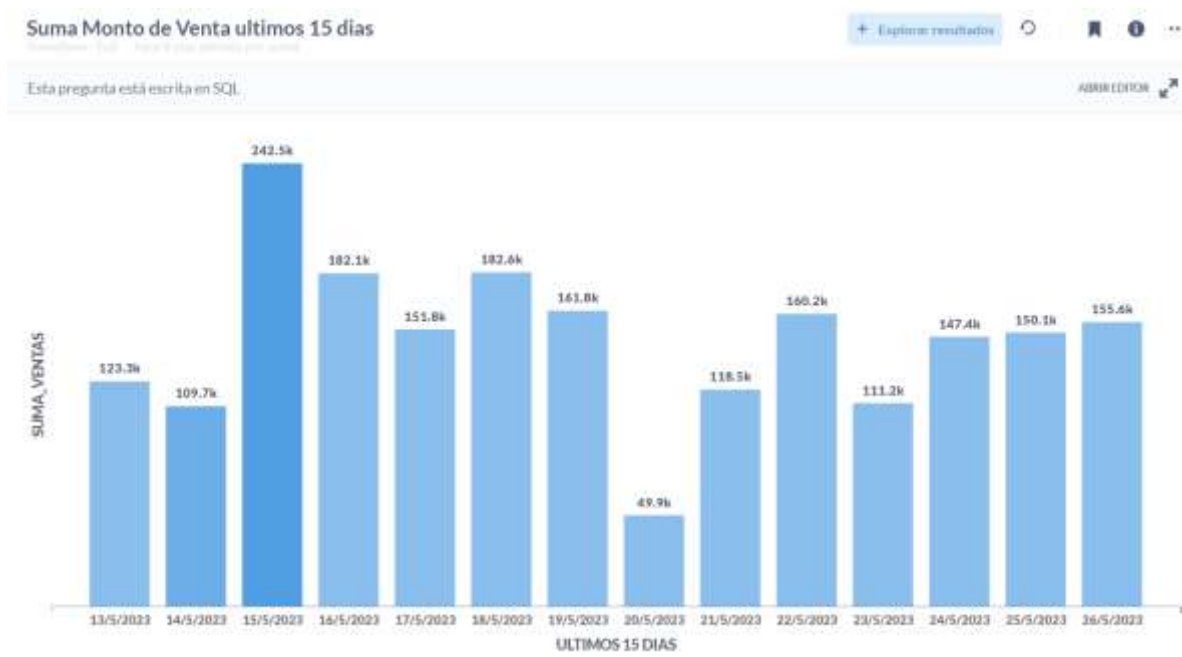 Suma Monto de Venta ultimos 15 dias
+ Explorar resultados
Esta pregunta está escrita en SQL.
ABRIR EDITOR
242.5k
182.1k
182.6k
161.8k
160.2k
151.8k
155.6k
147.4k
150.1k
123.3k
118.5k
109.7k
111.2k
49.9k
SUMA_VENTAS
13/5/2023 14/5/2023 15/5/2023 16/5/2023 17/5/2023 18/5/2023 19/5/2023 20/5/2023 21/5/2023 22/5/2023 23/5/2023 24/5/2023 25/5/2023 26/5/2023
ULTIMOS 15 DIAS